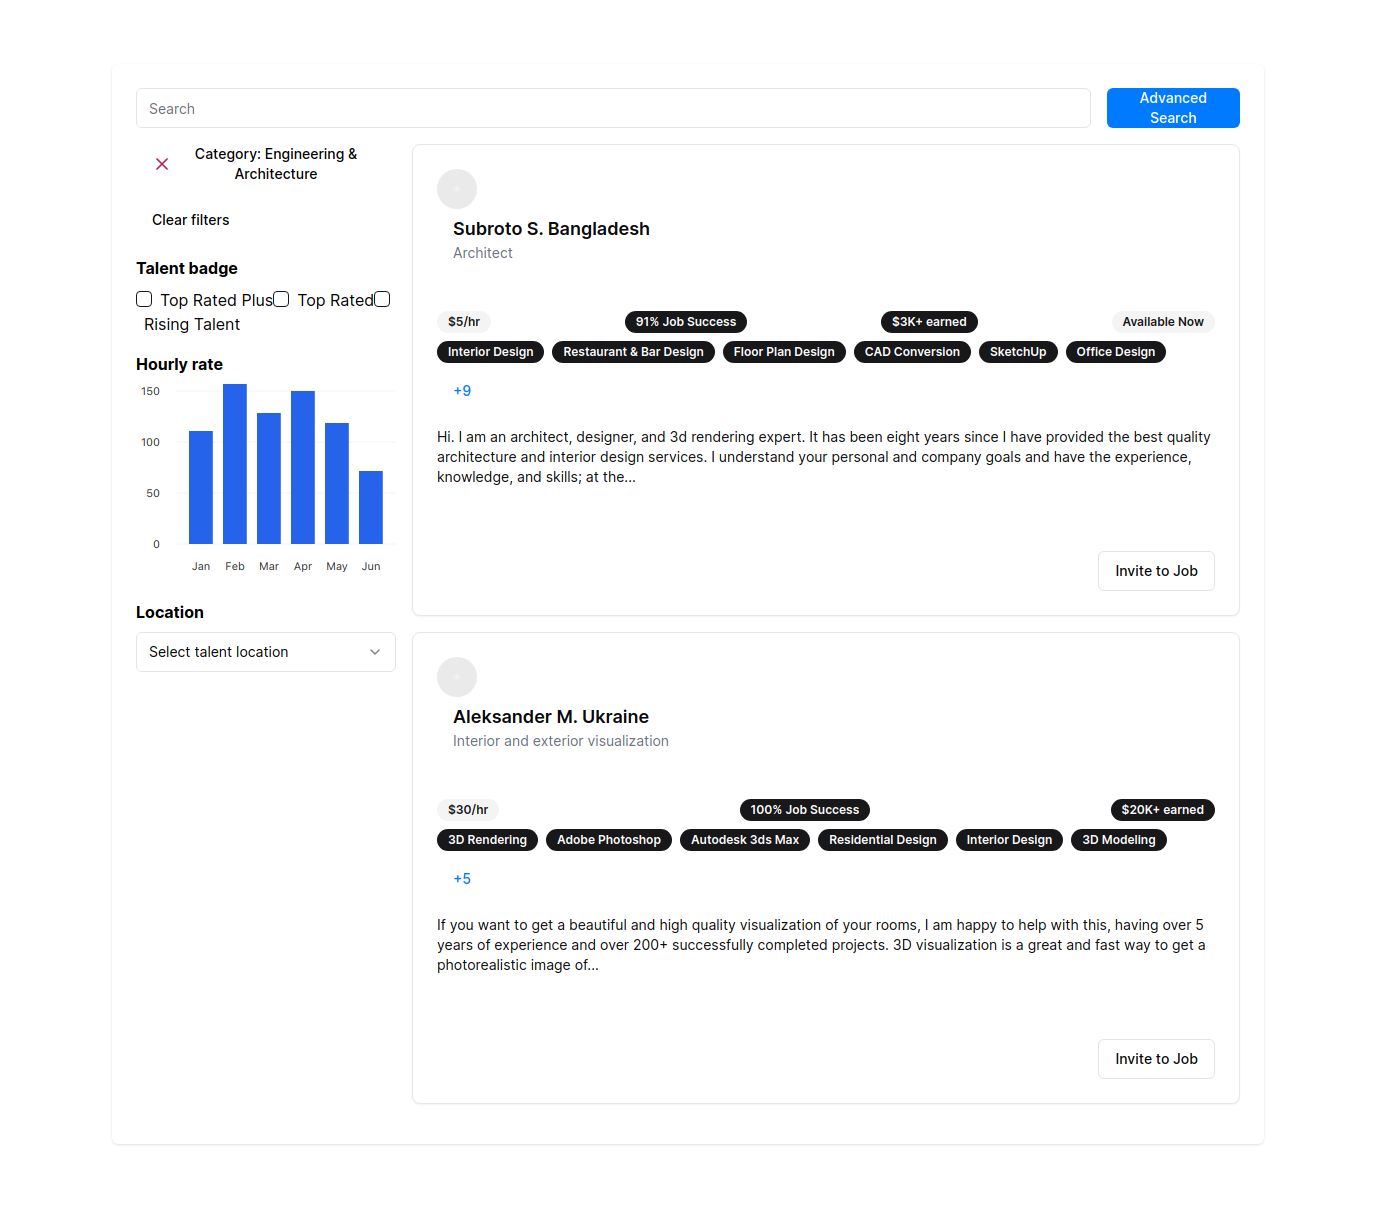 Search
Advanced
Search
Category: Engineering &
Architecture
Clear filters
Talent badge
Top Rated Plus Top Rated
Rising Talent
Hourly rate
150
100
50
0
Jan Feb Mar Apr May Jun
Location
Select talent location
Subroto S. Bangladesh
Architect
$5/hr 91% Job Success $3K+ earned Available Now
Interior Design Restaurant & Bar Design Floor Plan Design CAD Conversion SketchUp Office Design
+9
Hi. I am an architect, designer, and 3d rendering expert. It has been eight years since I have provided the best quality
architecture and interior design services. I understand your personal and company goals and have the experience,
knowledge, and skills; at the...
Invite to Job
Aleksander M. Ukraine
Interior and exterior visualization
$30/hr 100% Job Success $20K+ earned
3D Rendering Adobe Photoshop Autodesk 3ds Max Residential Design Interior Design 3D Modeling
+5
If you want to get a beautiful and high quality visualization of your rooms, I am happy to help with this, having over 5
years of experience and over 200+ successfully completed projects. 3D visualization is a great and fast way to get a
photorealistic image of...
Invite to Job